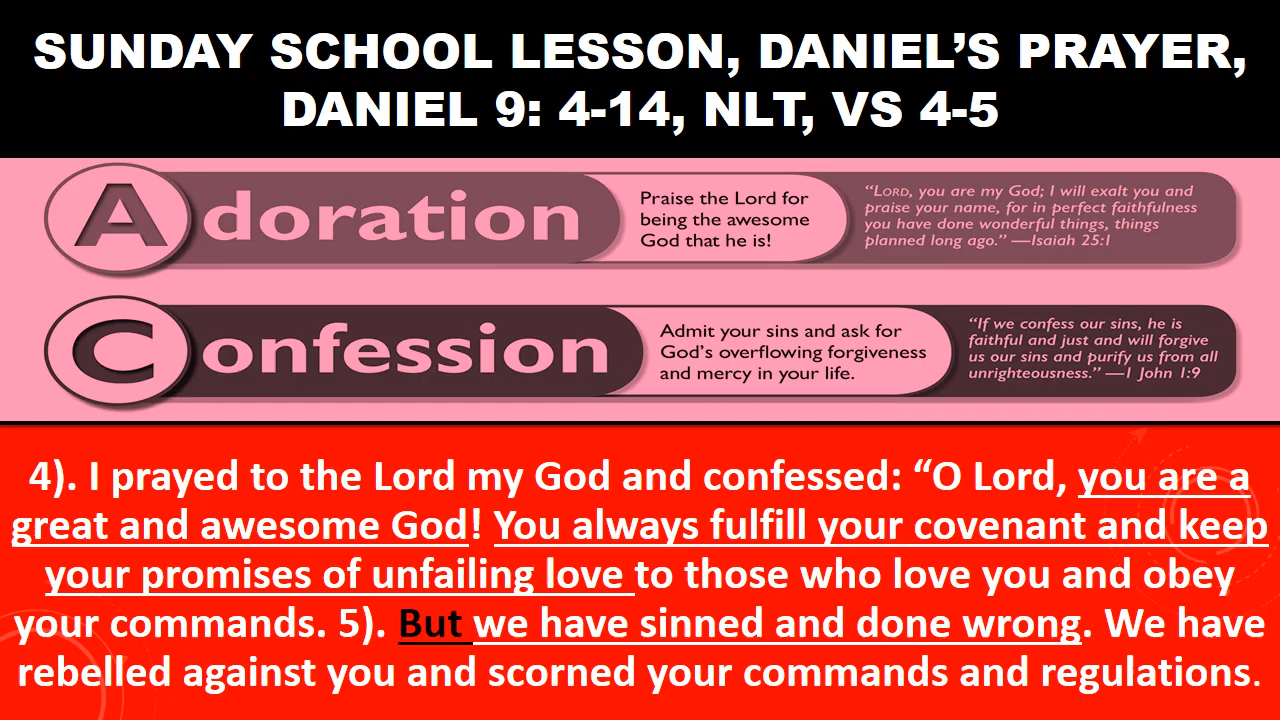 SUNDAY SCHOOL LESSON, DANIEL’S PRAYER,
DANIEL 9: 4-14, NLT, VS 4-5
Adoration
Praise the Lord for
being the awesome
God that he is!
“LORD, you are my God; I will exalt you and
praise your name, for in perfect faithfulness
you have done wonderful things, things
planned long ago.” —Isaiah 25:1
Confession
Admit your sins and ask for
God’s overflowing forgiveness
and mercy in your life.
“If we confess our sins, he is
faithful and just and will forgive
us our sins and purify us from all
unrighteousness.” —1 John 1:9
4). I prayed to the Lord my God and confessed: “O Lord, you are a
great and awesome God! You always fulfill your covenant and keep
your promises of unfailing love to those who love you and obey
your commands. 5). But we have sinned and done wrong. We have
rebelled against you and scorned your commands and regulations.